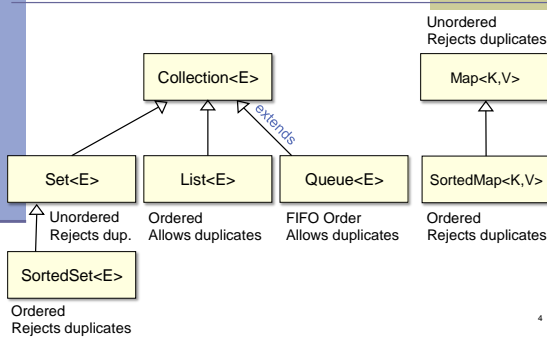 Unordered
Rejects duplicates
Collection<E>
Map<K,V>
extends
Set<E>
List<E>
Queue<E>
SortedMap<K,V>
Unordered
Rejects dup.
Ordered
Allows duplicates
FIFO Order
Allows duplicates
Ordered
Rejects duplicates
SortedSet<E>
Ordered
Rejects duplicates
4